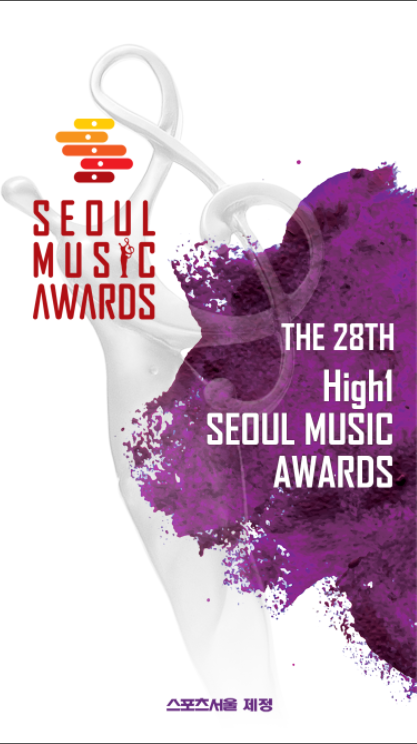 SEOUL
MUSIC
AWARDS
THE 28TH
High1
SEOUL MUSIC
AWARDS
스포츠서울 제정